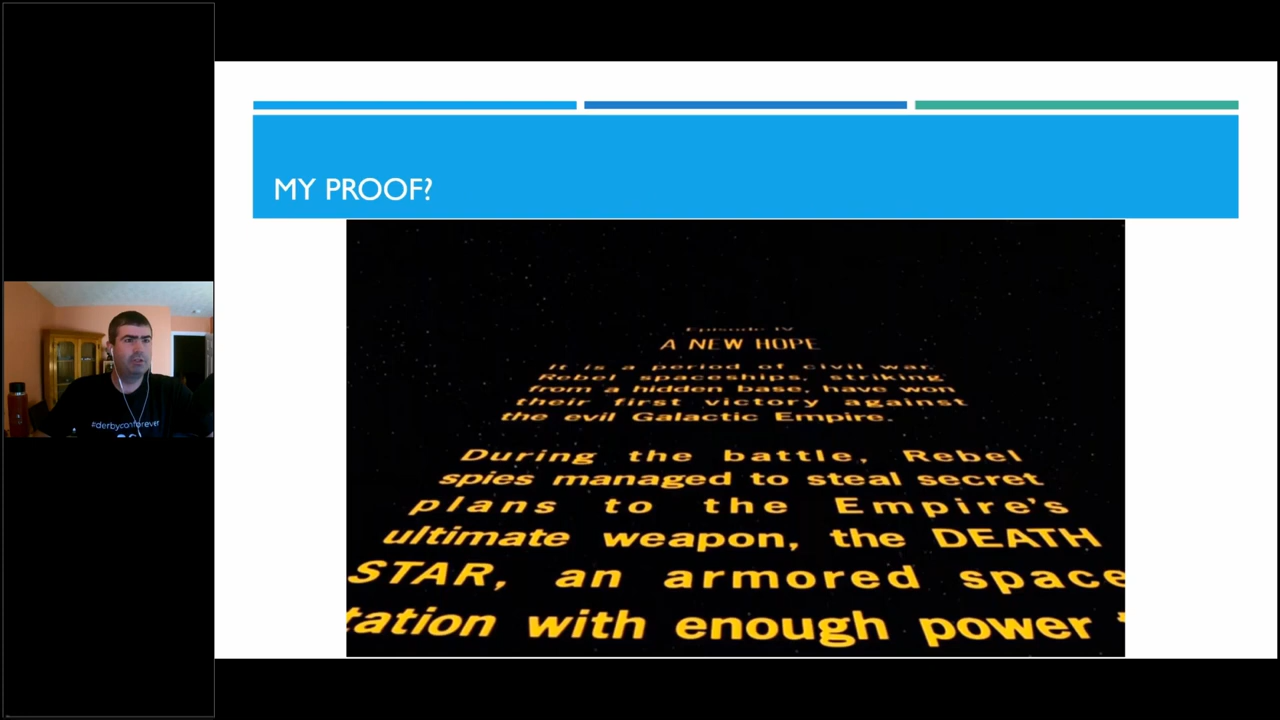 MY PROOF?
Episode IV
A NEW HOPE
It is a period of civil war.
Rebel spaceships, striking
from a hidden base, have won
their first victory against
the evil Galactic Empire.
During the battle, Rebel
spies managed to steal secret
plans to the Empire's
ultimate weapon, the DEATH
STAR, an armored space
tation with enough power
#derbyconforever